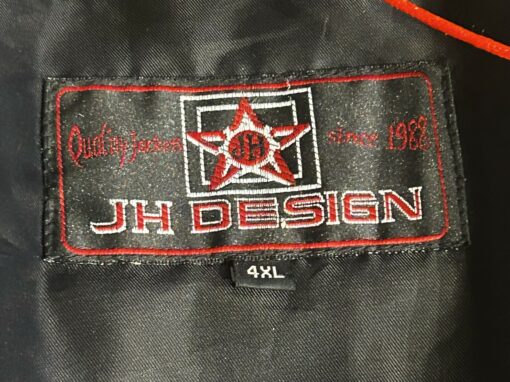 Quality Jackets since 1988
JH
JH DESIGN
4XL